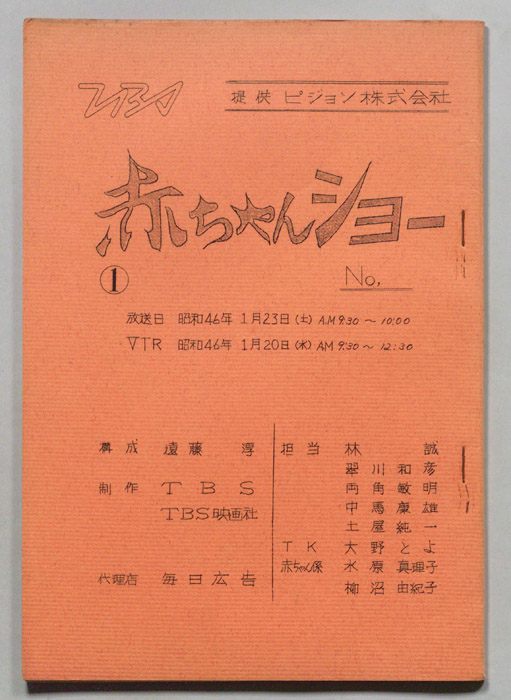 TBS
提供 ピジョン株式会社
赤ちゃんショー
① No.
放送日 昭和46年 1月23日(土) A.M 9:30〜10:00
VTR 昭和46年 1月20日(水) AM 9:30〜12:30
構成 遠藤 淳
制作 TBS
TBS映画社
代理店 毎日広告
担当 林 誠
翠川和彦
両角敏明
中馬康雄
土屋純一
TK 大野とよ
赤ちゃん係 水原真理子
柳沼由紀子